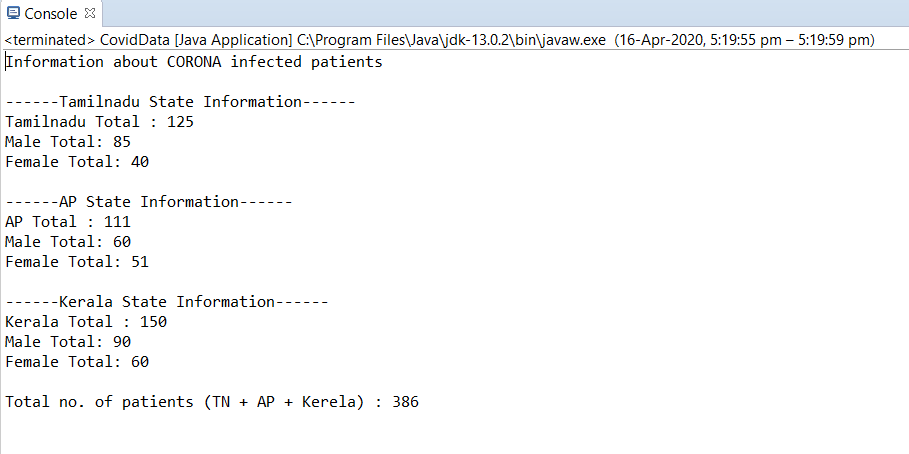 Console
<terminated> CovidData [Java Application] C:\Program Files\Java\jdk-13.0.2\bin\javaw.exe (16-Apr-2020, 5:19:55 pm – 5:19:59 pm)
Information about CORONA infected patients
------Tamilnadu State Information------
Tamilnadu Total : 125
Male Total: 85
Female Total: 40
------AP State Information------
AP Total : 111
Male Total: 60
Female Total: 51
------Kerala State Information------
Kerala Total : 150
Male Total: 90
Female Total: 60
Total no. of patients (TN + AP + Kerela) : 386